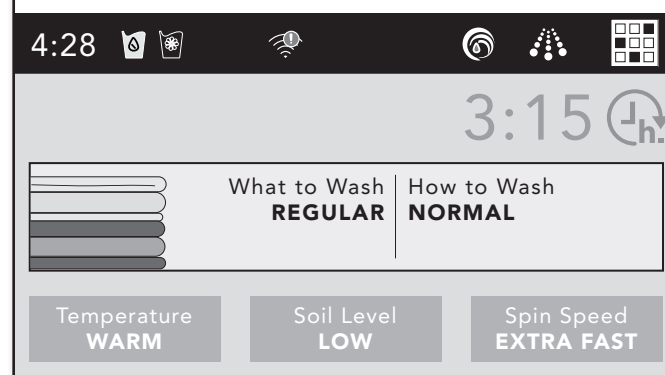 4:28
3:15 h.
What to Wash How to Wash
REGULAR NORMAL
Temperature Soil Level Spin Speed
WARM LOW EXTRA FAST